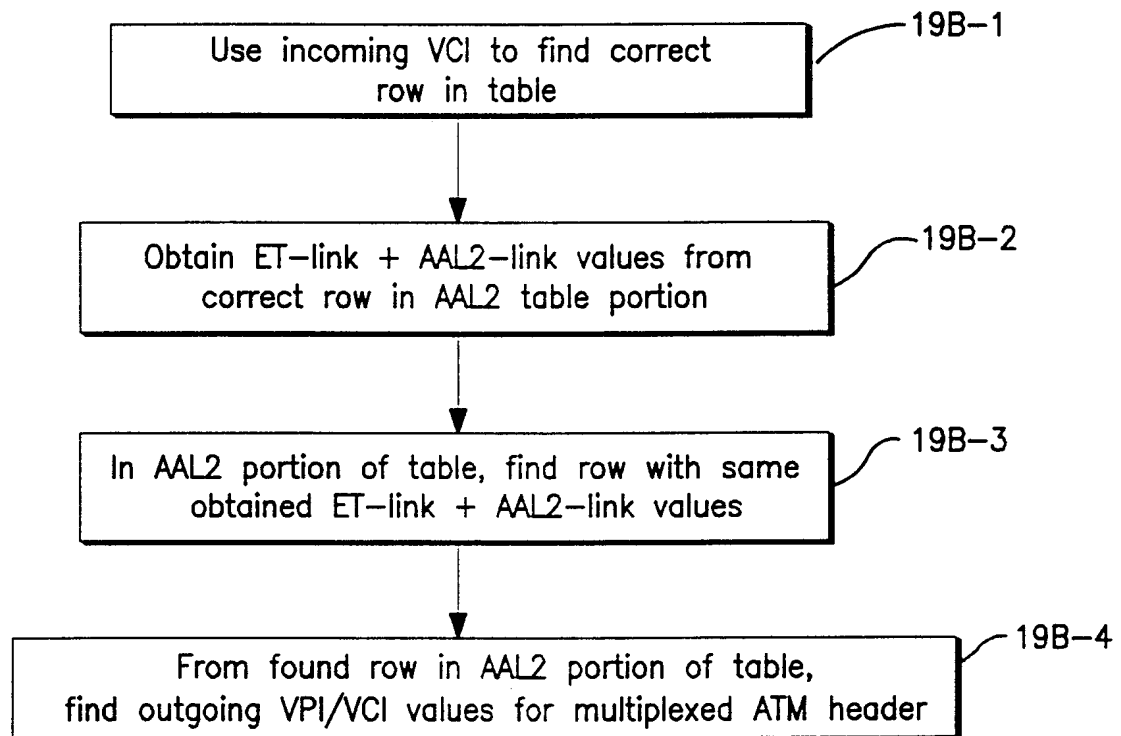 19B-1
Use incoming VCI to find correct
row in table
19B-2
Obtain ET-link + AAL2-link values from
correct row in AAL2 table portion
19B-3
In AAL2 portion of table, find row with same
obtained ET-link + AAL2-link values
19B-4
From found row in AAL2 portion of table,
find outgoing VPI/VCI values for multiplexed ATM header